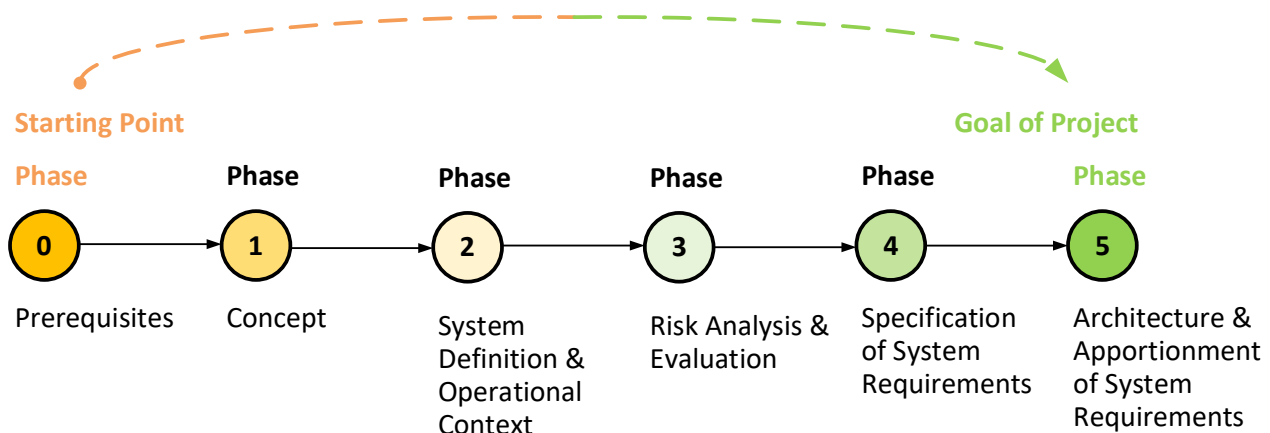 Starting Point
Goal of Project
Phase
Phase
Phase
Phase
Phase
Phase
0
1
2
3
4
5
Prerequisites
Concept
System
Definition &
Operational
Context
Risk Analysis &
Evaluation
Specification
of System
Requirements
Architecture &
Apportionment
of System
Requirements